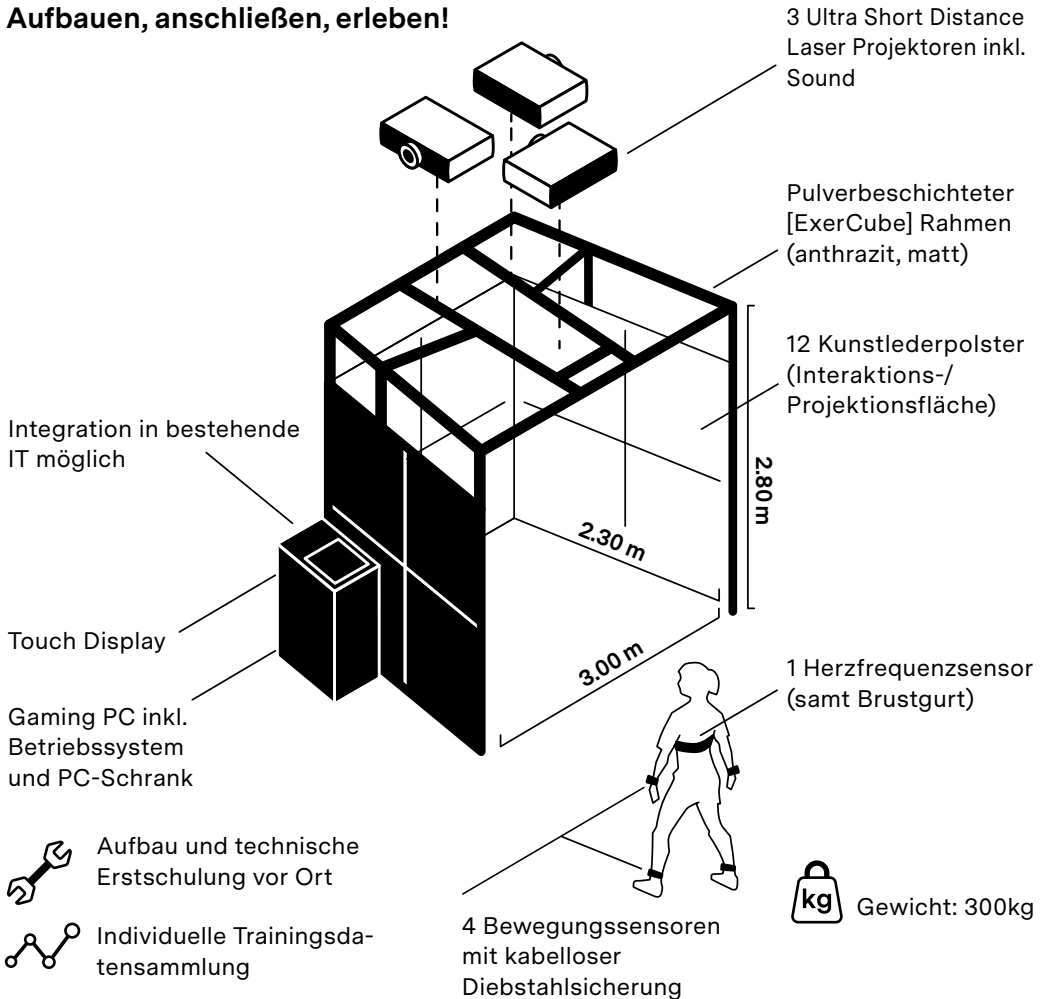 Aufbauen, anschließen, erleben!
3 Ultra Short Distance
Laser Projektoren inkl.
Sound
Pulverbeschichteter
[ExerCube] Rahmen
(anthrazit, matt)
12 Kunstlederpolster
(Interaktions-/
Projektionsfläche)
2.80 m
2.30 m
3.00 m
Integration in bestehende
IT möglich
Touch Display
Gaming PC inkl.
Betriebssystem
und PC-Schrank
1 Herzfrequenzsensor
(samt Brustgurt)
Aufbau und technische
Erstschulung vor Ort
Individuelle Trainingsda-
tensammlung
4 Bewegungssensoren
mit kabelloser
Diebstahlsicherung
kg
Gewicht: 300kg